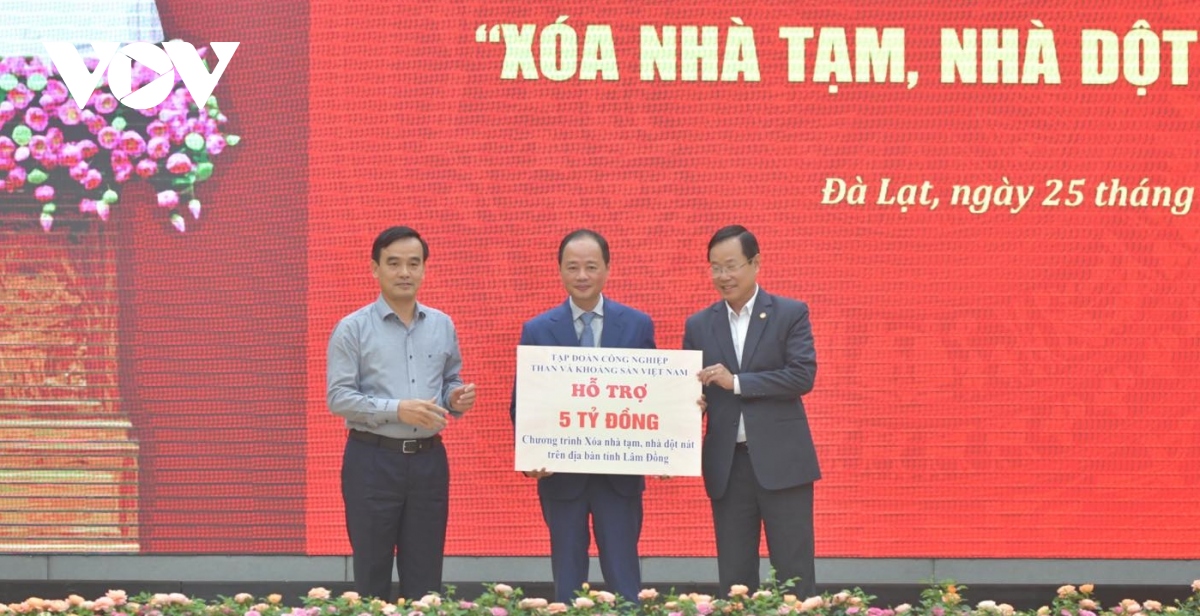 VOV
“XÓA NHÀ TẠM, NHÀ DỘT
Đà Lạt, ngày 25 tháng
TẬP ĐOÀN CÔNG NGHIỆP
THAN VÀ KHOÁNG SẢN VIỆT NAM
HỖ TRỢ
5 TỶ ĐỒNG
Chương trình Xóa nhà tạm, nhà dột nát
trên địa bàn tỉnh Lâm Đồng